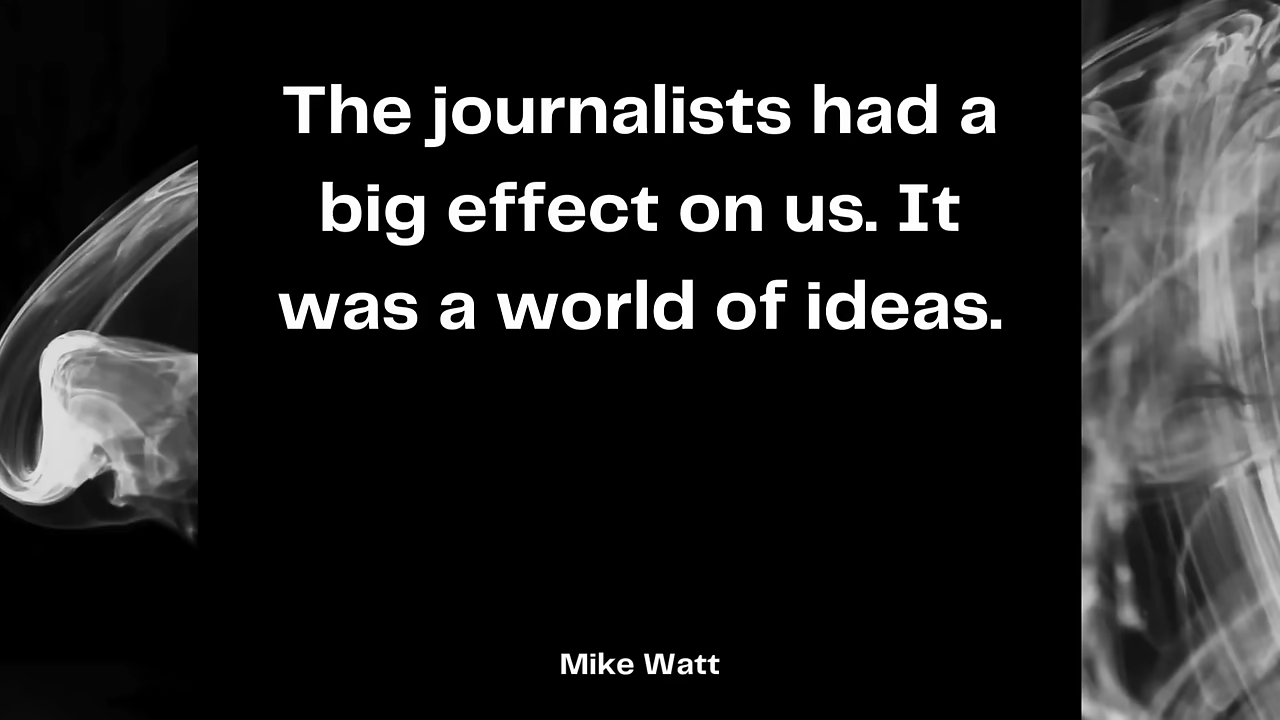 The journalists had a
big effect on us. It
was a world of ideas.
Mike Watt